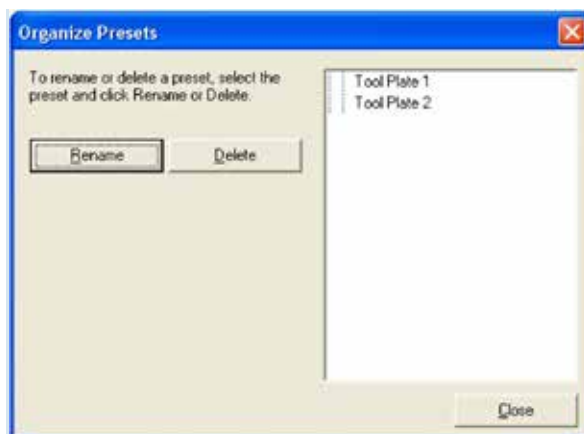 Organize Presets
To rename or delete a preset, select the
preset and click Rename or Delete.
Rename
Delete
Tool Plate 1
Tool Plate 2
Close